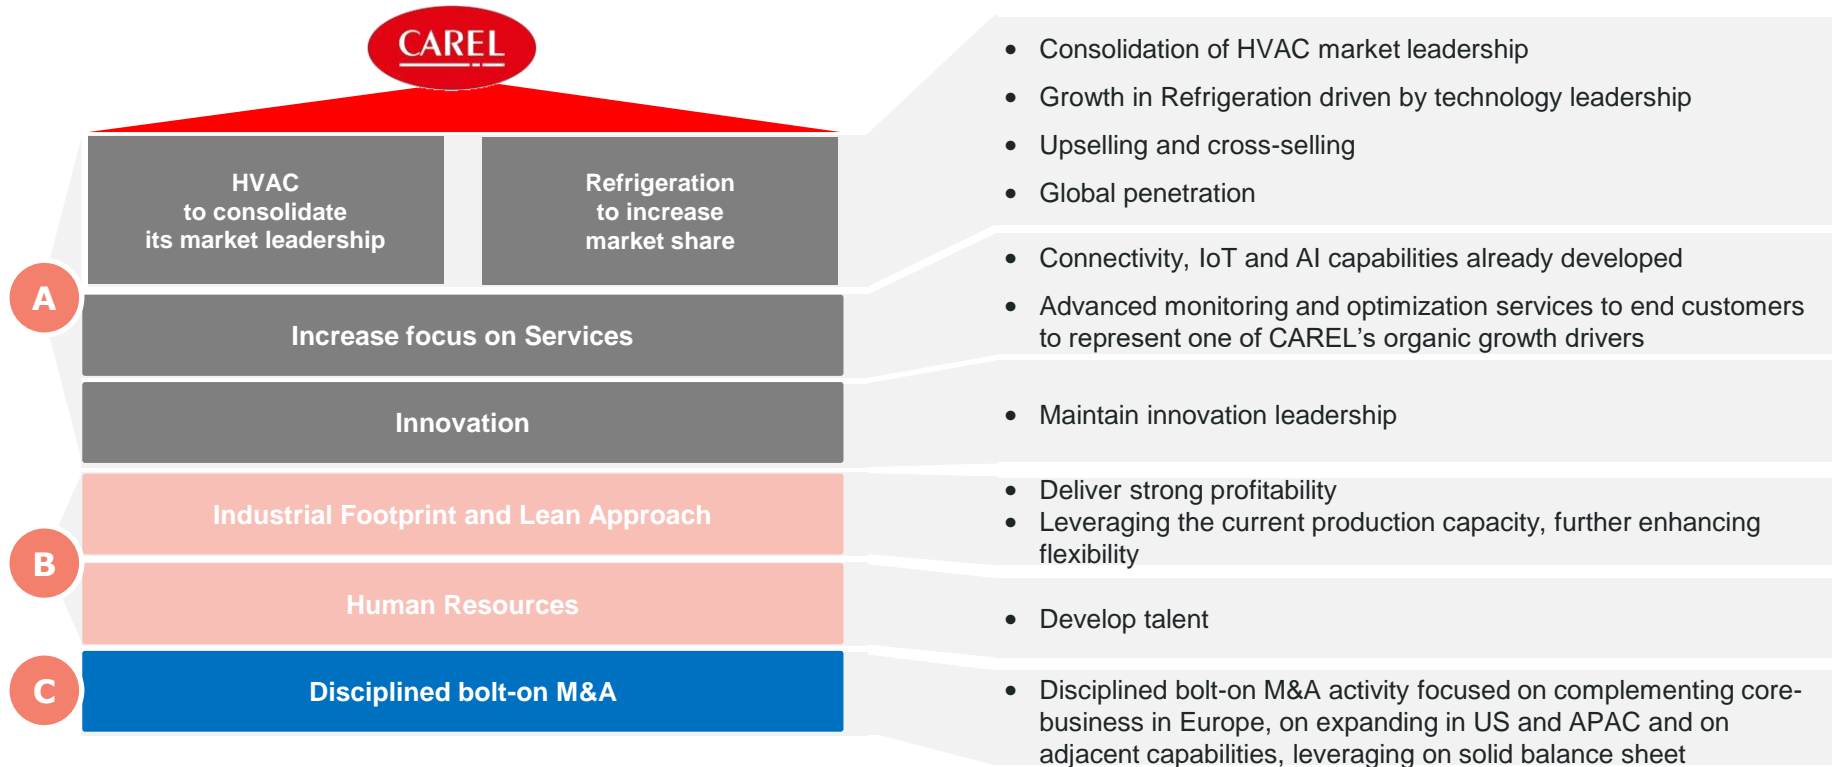 CAREL
HVAC
to consolidate
its market leadership
Refrigeration
to increase
market share
A
Increase focus on Services
Innovation
B
Industrial Footprint and Lean Approach
Human Resources
C
Disciplined bolt-on M&A
• Consolidation of HVAC market leadership
• Growth in Refrigeration driven by technology leadership
• Upselling and cross-selling
• Global penetration
• Connectivity, IoT and AI capabilities already developed
• Advanced monitoring and optimization services to end customers
to represent one of CAREL’s organic growth drivers
• Maintain innovation leadership
• Deliver strong profitability
• Leveraging the current production capacity, further enhancing
flexibility
• Develop talent
• Disciplined bolt-on M&A activity focused on complementing core-
business in Europe, on expanding in US and APAC and on
adjacent capabilities, leveraging on solid balance sheet